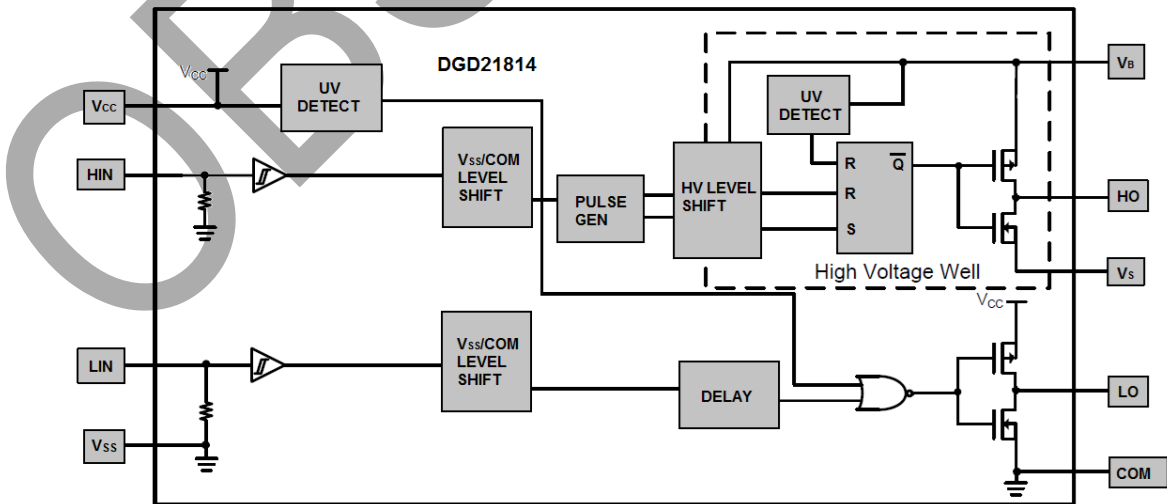 DGD21814
VCC
VCC
UV
DETECT
HIN
VSS/COM
LEVEL
SHIFT
PULSE
GEN
HV LEVEL
SHIFT
UV
DETECT
R
Q
R
S
VB
HO
VS
High Voltage Well
VCC
LIN
VSS/COM
LEVEL
SHIFT
DELAY
LO
VSS
COM